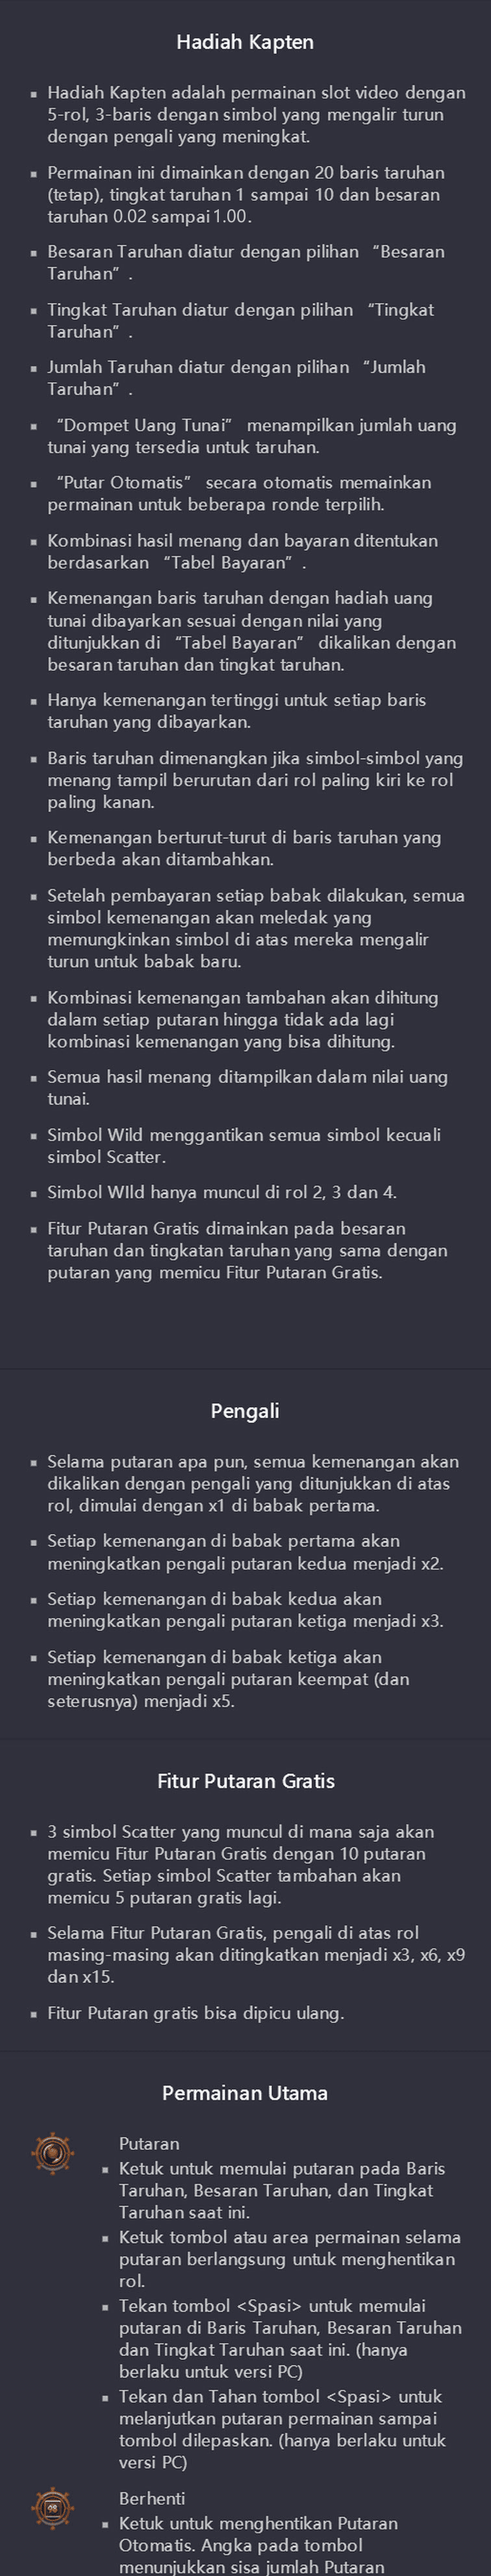 Hadiah Kapten
▪ Hadiah Kapten adalah permainan slot video dengan
5-rol, 3-baris dengan simbol yang mengalir turun
dengan pengali yang meningkat.
▪ Permainan ini dimainkan dengan 20 baris taruhan
(tetap), tingkat taruhan 1 sampai 10 dan besaran
taruhan 0.02 sampai 1.00.
▪ Besaran Taruhan diatur dengan pilihan “Besaran
Taruhan” .
▪ Tingkat Taruhan diatur dengan pilihan “Tingkat
Taruhan” .
▪ Jumlah Taruhan diatur dengan pilihan “Jumlah
Taruhan” .
▪ “Dompet Uang Tunai” menampilkan jumlah uang
tunai yang tersedia untuk taruhan.
▪ “Putar Otomatis” secara otomatis memainkan
permainan untuk beberapa ronde terpilih.
▪ Kombinasi hasil menang dan bayaran ditentukan
berdasarkan “Tabel Bayaran” .
▪ Kemenangan baris taruhan dengan hadiah uang
tunai dibayarkan sesuai dengan nilai yang
ditunjukkan di “Tabel Bayaran” dikalikan dengan
besaran taruhan dan tingkat taruhan.
▪ Hanya kemenangan tertinggi untuk setiap baris
taruhan yang dibayarkan.
▪ Baris taruhan dimenangkan jika simbol-simbol yang
menang tampil berurutan dari rol paling kiri ke rol
paling kanan.
▪ Kemenangan berturut-turut di baris taruhan yang
berbeda akan ditambahkan.
▪ Setelah pembayaran setiap babak dilakukan, semua
simbol kemenangan akan meledak yang
memungkinkan simbol di atas mereka mengalir
turun untuk babak baru.
▪ Kombinasi kemenangan tambahan akan dihitung
dalam setiap putaran hingga tidak ada lagi
kombinasi kemenangan yang bisa dihitung.
▪ Semua hasil menang ditampilkan dalam nilai uang
tunai.
▪ Simbol Wild menggantikan semua simbol kecuali
simbol Scatter.
▪ Simbol WIld hanya muncul di rol 2, 3 dan 4.
▪ Fitur Putaran Gratis dimainkan pada besaran
taruhan dan tingkatan taruhan yang sama dengan
putaran yang memicu Fitur Putaran Gratis.
Pengali
▪ Selama putaran apa pun, semua kemenangan akan
dikalikan dengan pengali yang ditunjukkan di atas
rol, dimulai dengan x1 di babak pertama.
▪ Setiap kemenangan di babak pertama akan
meningkatkan pengali putaran kedua menjadi x2.
▪ Setiap kemenangan di babak kedua akan
meningkatkan pengali putaran ketiga menjadi x3.
▪ Setiap kemenangan di babak ketiga akan
meningkatkan pengali putaran keempat (dan
seterusnya) menjadi x5.
Fitur Putaran Gratis
▪ 3 simbol Scatter yang muncul di mana saja akan
memicu Fitur Putaran Gratis dengan 10 putaran
gratis. Setiap simbol Scatter tambahan akan
memicu 5 putaran gratis lagi.
▪ Selama Fitur Putaran Gratis, pengali di atas rol
masing-masing akan ditingkatkan menjadi x3, x6, x9
dan x15.
▪ Fitur Putaran gratis bisa dipicu ulang.
Permainan Utama
Putaran
▪ Ketuk untuk memulai putaran pada Baris
Taruhan, Besaran Taruhan, dan Tingkat
Taruhan saat ini.
▪ Ketuk tombol atau area permainan selama
putaran berlangsung untuk menghentikan
rol.
▪ Tekan tombol <Spasi> untuk memulai
putaran di Baris Taruhan, Besaran Taruhan
dan Tingkat Taruhan saat ini. (hanya
berlaku untuk versi PC)
▪ Tekan dan Tahan tombol <Spasi> untuk
melanjutkan putaran permainan sampai
tombol dilepaskan. (hanya berlaku untuk
versi PC)
Berhenti
▪ Ketuk untuk menghentikan Putaran
Otomatis. Angka pada tombol
menunjukkan sisa jumlah Putaran